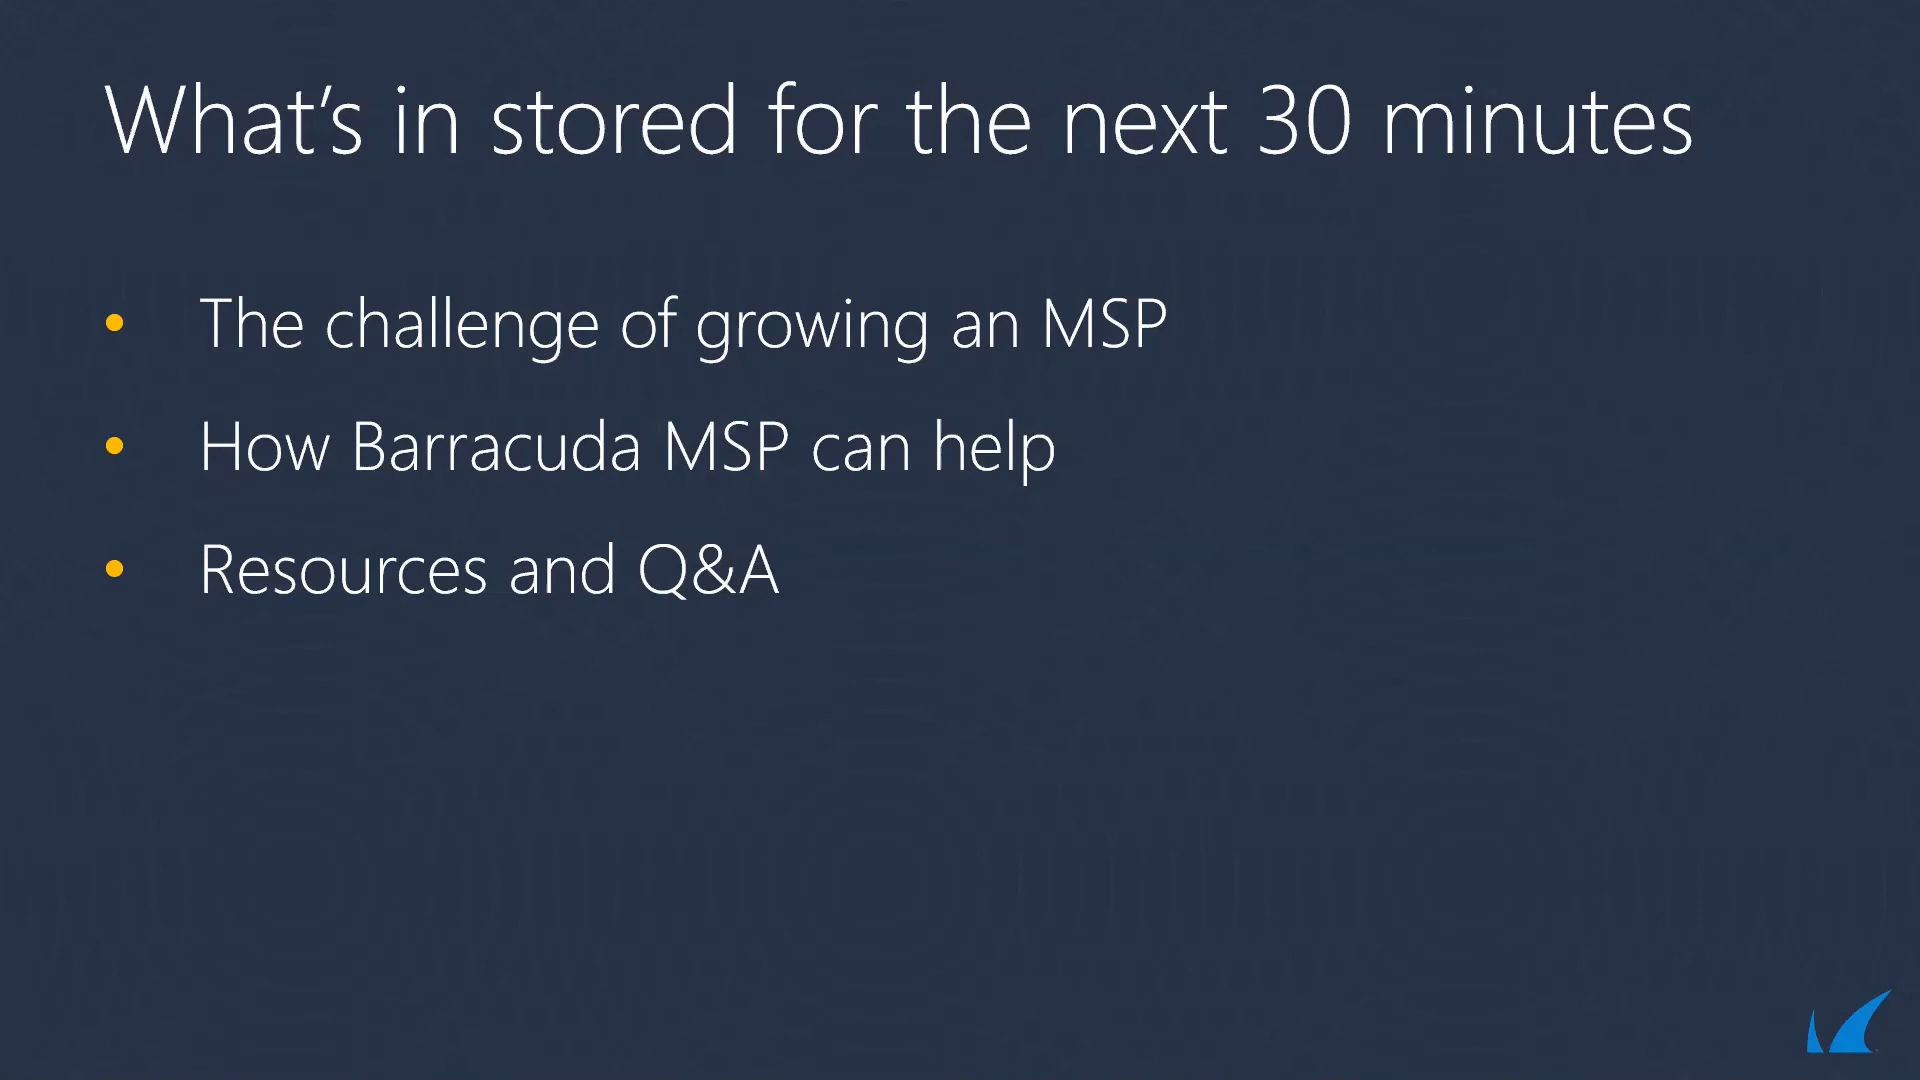 What’s in stored for the next 30 minutes
• The challenge of growing an MSP
• How Barracuda MSP can help
• Resources and Q&A